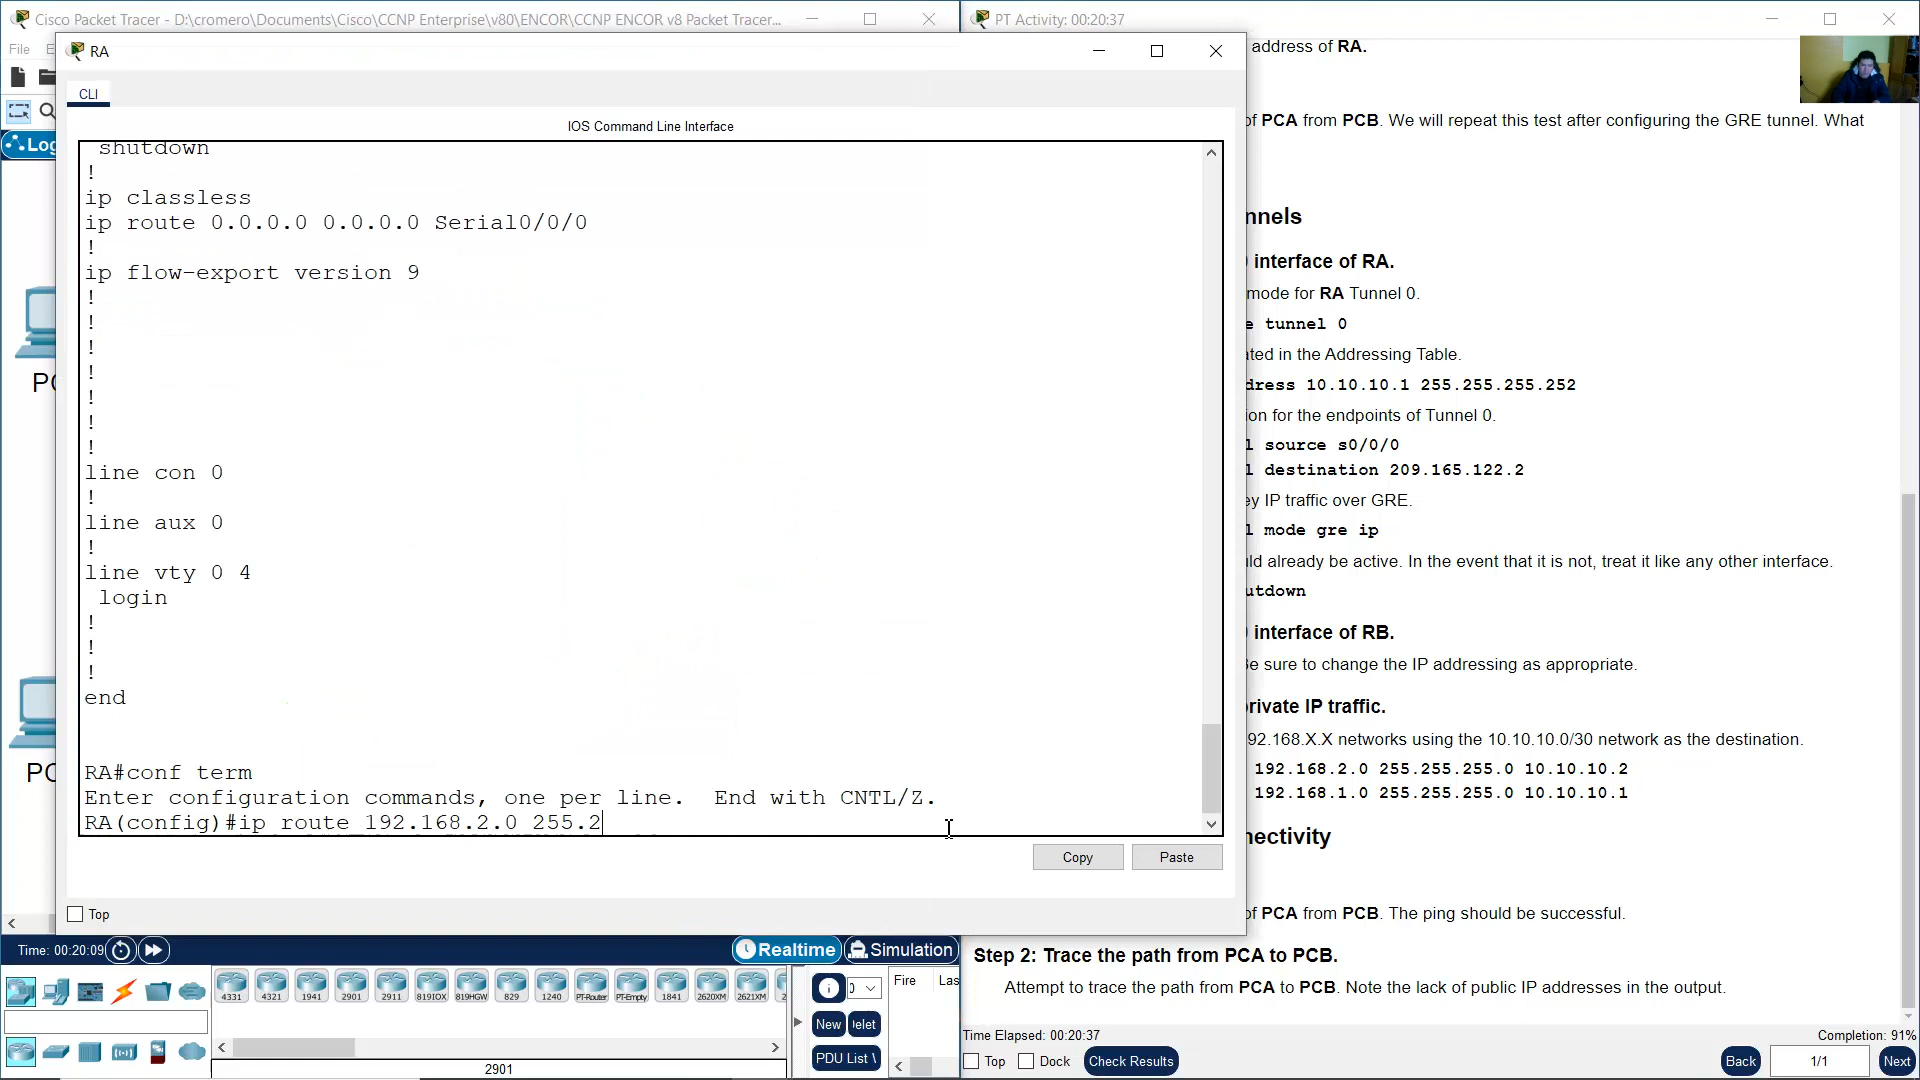 Cisco Packet Tracer - D:\cromero\Documents\Cisco\CCNP Enterprise\v80\ENCOR\CCNP ENCOR v8 Packet Tracer...
File
RA
CLI
IOS Command Line Interface
shutdown
!
ip classless
ip route 0.0.0.0 0.0.0.0 Serial0/0/0
!
ip flow-export version 9
!
!
!
!
!
!
!
line con 0
!
line aux 0
!
line vty 0 4
login
!
!
!
end
RA#conf term
Enter configuration commands, one per line. End with CNTL/Z.
RA(config)#ip route 192.168.2.0 255.2
Copy
Paste
Top
Log
PC
PC
Time: 00:20:09
Realtime
Simulation
4331
4321
1941
2901
2911
819IOX
819HGW
829
1240
PT-Router
PT-Empty
1841
2620XM
2621XM
2
2901
0
New
elet
PDU List \
Fire
Las
PT Activity: 00:20:37
address of RA.
of PCA from PCB. We will repeat this test after configuring the GRE tunnel. What
nnels
interface of RA.
mode for RA Tunnel 0.
e tunnel 0
ated in the Addressing Table.
dress 10.10.10.1 255.255.255.252
ion for the endpoints of Tunnel 0.
l source s0/0/0
l destination 209.165.122.2
ey IP traffic over GRE.
l mode gre ip
uld already be active. In the event that it is not, treat it like any other interface.
utdown
interface of RB.
Be sure to change the IP addressing as appropriate.
private IP traffic.
92.168.X.X networks using the 10.10.10.0/30 network as the destination.
192.168.2.0 255.255.255.0 10.10.10.2
192.168.1.0 255.255.255.0 10.10.10.1
nectivity
of PCA from PCB. The ping should be successful.
Step 2: Trace the path from PCA to PCB.
Attempt to trace the path from PCA to PCB. Note the lack of public IP addresses in the output.
Time Elapsed: 00:20:37
Completion: 91%
Top
Dock
Check Results
Back
1/1
Next